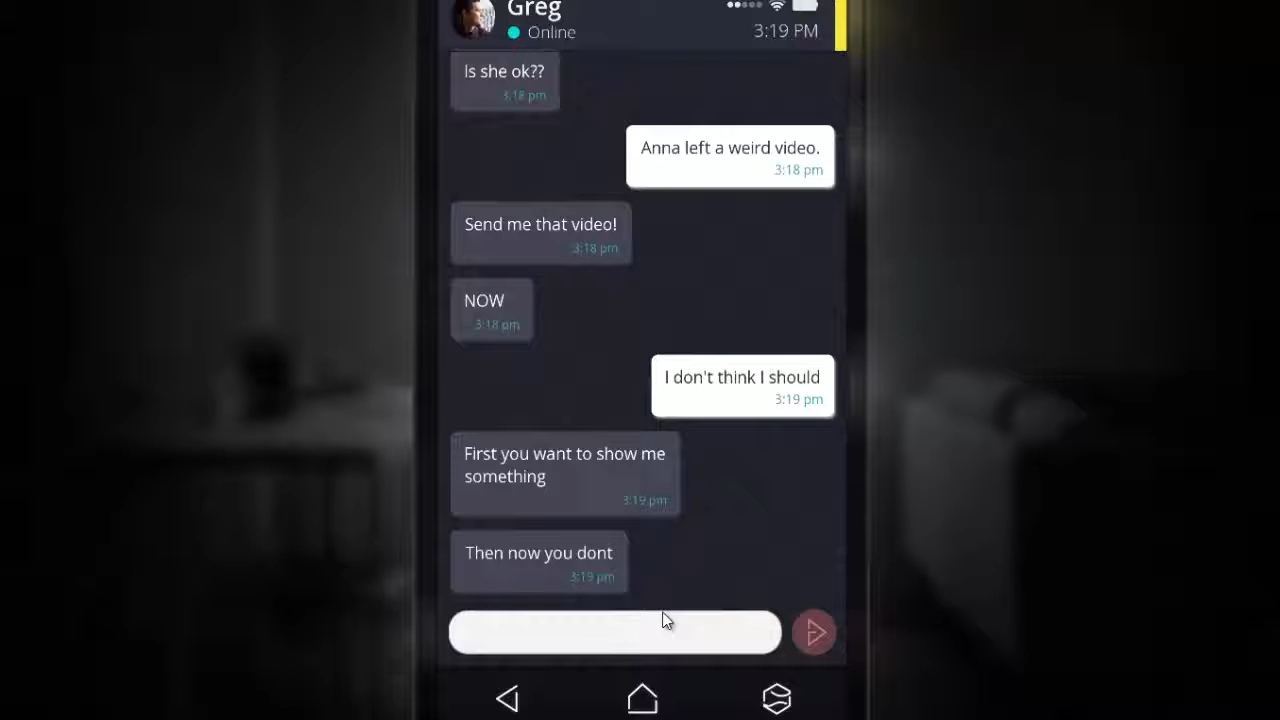 Greg
Online
3:19 PM
Is she ok??
3:18 pm
Anna left a weird video.
3:18 pm
Send me that video!
3:18 pm
NOW
3:18 pm
I don't think I should
3:19 pm
First you want to show me
something
3:19 pm
Then now you dont
3:19 pm